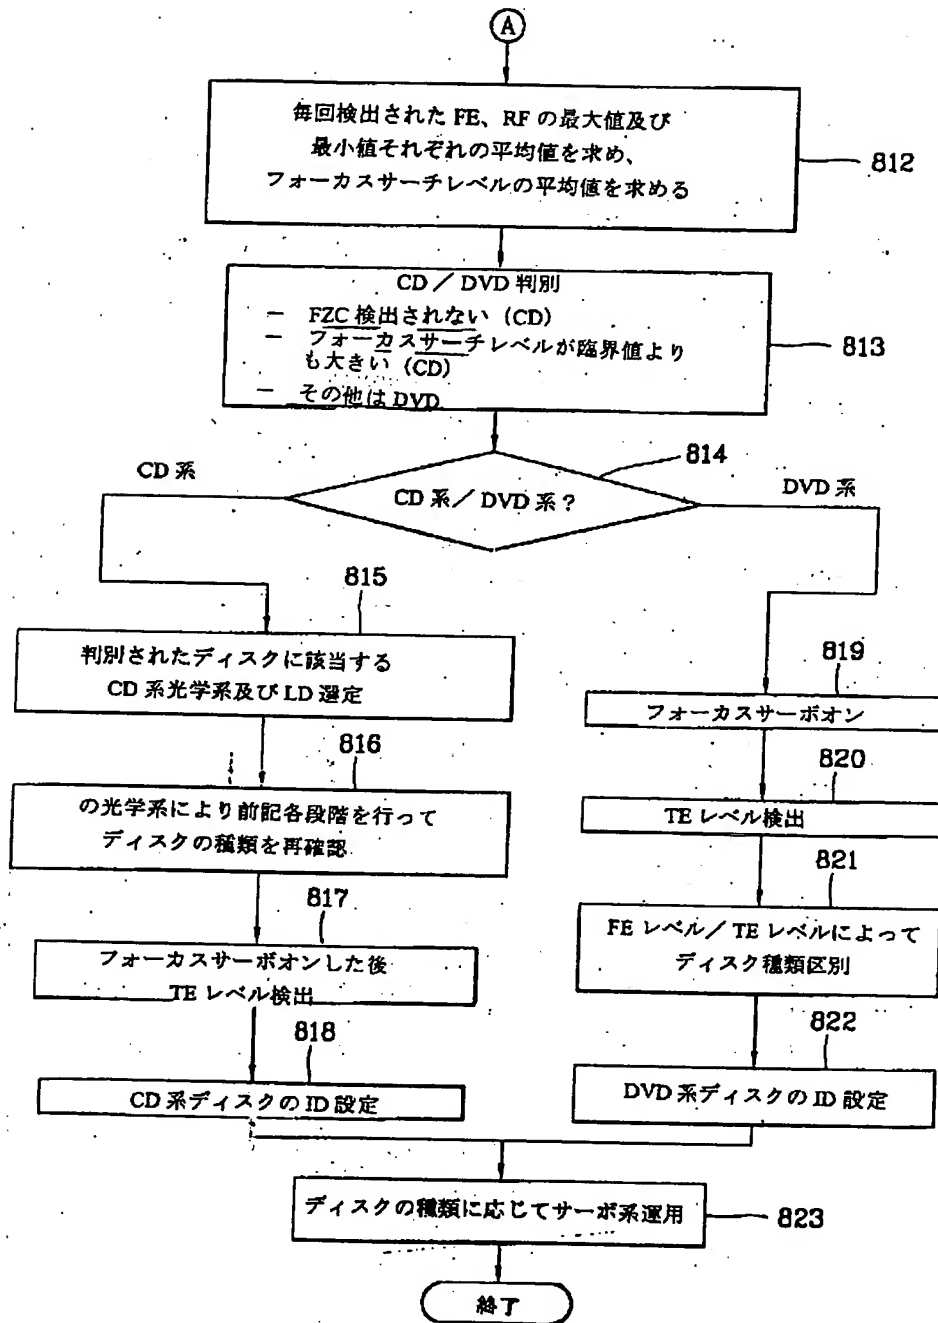 A
毎回検出された FE、RF の最大値及び
最小値それぞれの平均値を求め、
フォーカスサーチレベルの平均値を求める
812
CD / DVD 判別
- FZC 検出されない (CD)
- フォーカスサーチレベルが臨界値より
も大きい (CD)
- その他は DVD
813
814
CD 系
CD 系 / DVD 系?
DVD 系
815
判別されたディスクに該当する
CD 系光学系及び LD 選定
816
の光学系により前記各段階を行って
ディスクの種類を再確認
817
フォーカスサーボオンした後
TE レベル検出
818
CD 系ディスクの ID 設定
819
フォーカスサーボオン
820
TE レベル検出
821
FE レベル / TE レベルによって
ディスク種類区別
822
DVD 系ディスクの ID 設定
ディスクの種類に応じてサーボ系運用
823
終了